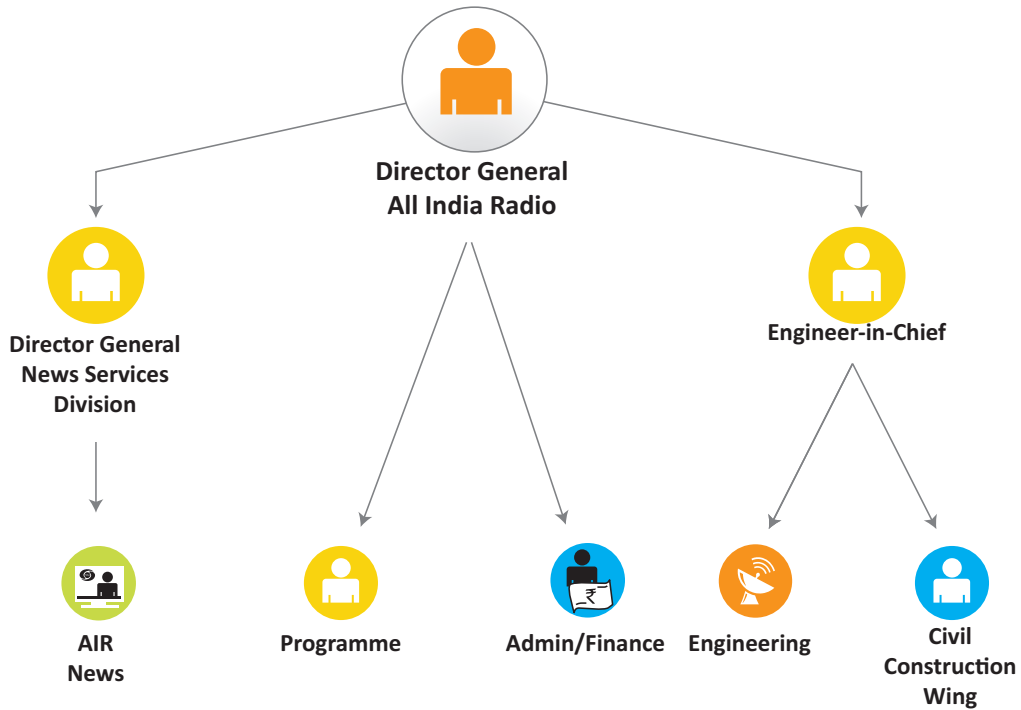 Director General
All India Radio
Director General
News Services
Division
Engineer-in-Chief
₹
AIR
News
Programme
Admin/Finance
Engineering
Civil
Construction
Wing